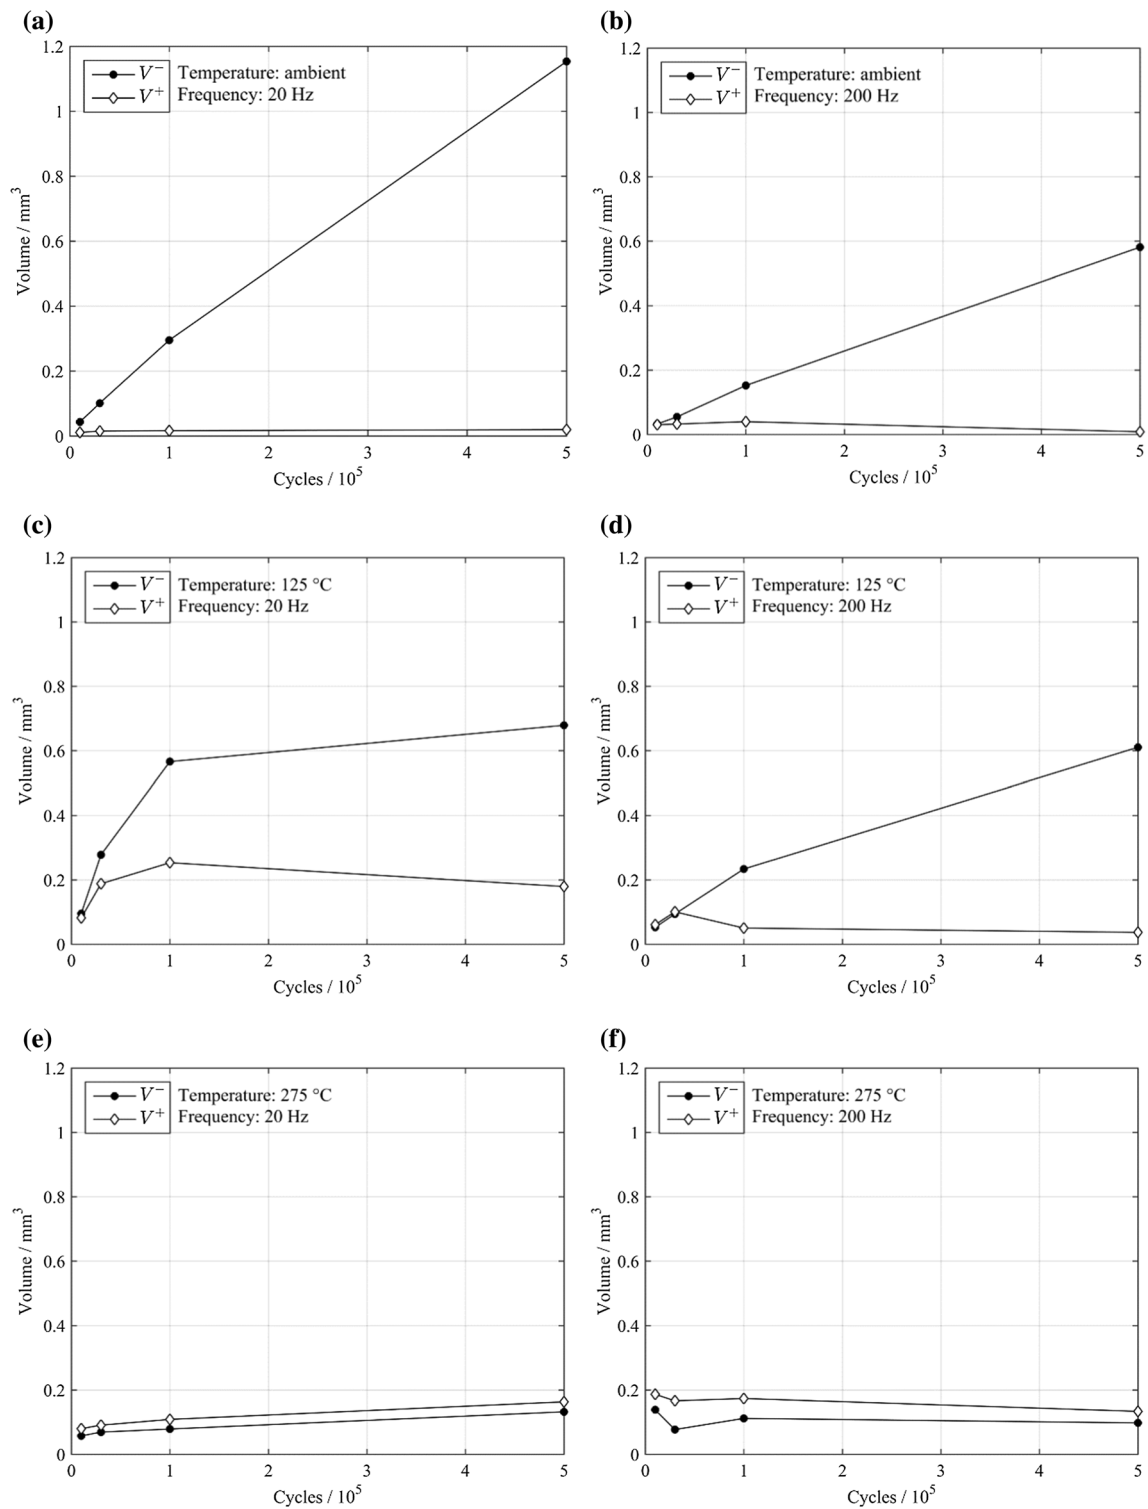 (a)
1.2
1
0.8
0.6
0.4
0.2
0
V⁻ Temperature: ambient
V⁺ Frequency: 20 Hz
Volume / mm³
0 1 2 3 4 5
Cycles / 10⁵
(b)
1.2
1
0.8
0.6
0.4
0.2
0
V⁻ Temperature: ambient
V⁺ Frequency: 200 Hz
Volume / mm³
0 1 2 3 4 5
Cycles / 10⁵
(c)
1.2
1
0.8
0.6
0.4
0.2
0
V⁻ Temperature: 125 °C
V⁺ Frequency: 20 Hz
Volume / mm³
0 1 2 3 4 5
Cycles / 10⁵
(d)
1.2
1
0.8
0.6
0.4
0.2
0
V⁻ Temperature: 125 °C
V⁺ Frequency: 200 Hz
Volume / mm³
0 1 2 3 4 5
Cycles / 10⁵
(e)
1.2
1
0.8
0.6
0.4
0.2
0
V⁻ Temperature: 275 °C
V⁺ Frequency: 20 Hz
Volume / mm³
0 1 2 3 4 5
Cycles / 10⁵
(f)
1.2
1
0.8
0.6
0.4
0.2
0
V⁻ Temperature: 275 °C
V⁺ Frequency: 200 Hz
Volume / mm³
0 1 2 3 4 5
Cycles / 10⁵